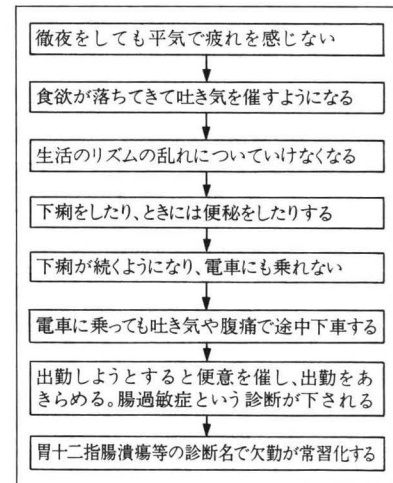 徹夜をしても平気で疲れを感じない
食欲が落ちてきて吐き気を催すようになる
生活のリズムの乱れについていけなくなる
下痢をしたり、ときには便秘をしたりする
下痢が続くようになり、電車にも乗れない
電車に乗っても吐き気や腹痛で途中下車する
出勤しようとすると便意を催し、出勤をあ
きらめる。腸過敏症という診断が下される
胃十二指腸潰瘍等の診断名で欠勤が常習化する